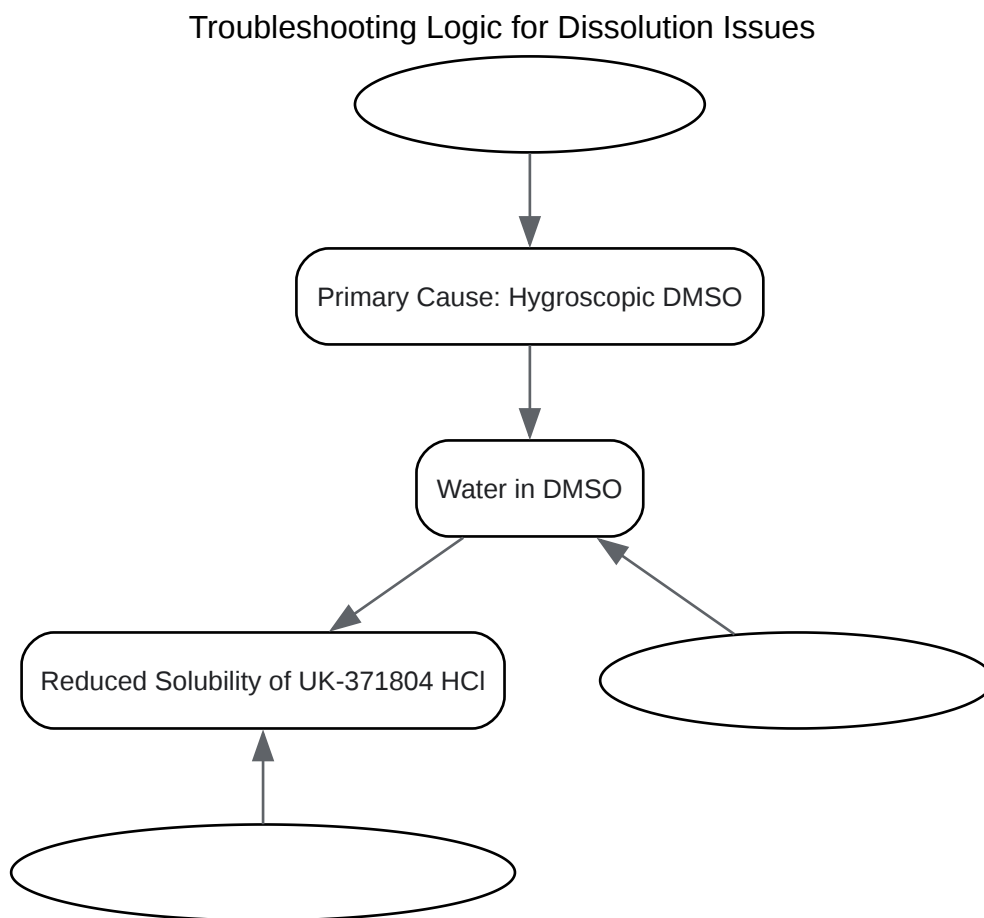 Troubleshooting Logic for Dissolution Issues
Primary Cause: Hygroscopic DMSO
Water in DMSO
Reduced Solubility of UK-371804 HCl